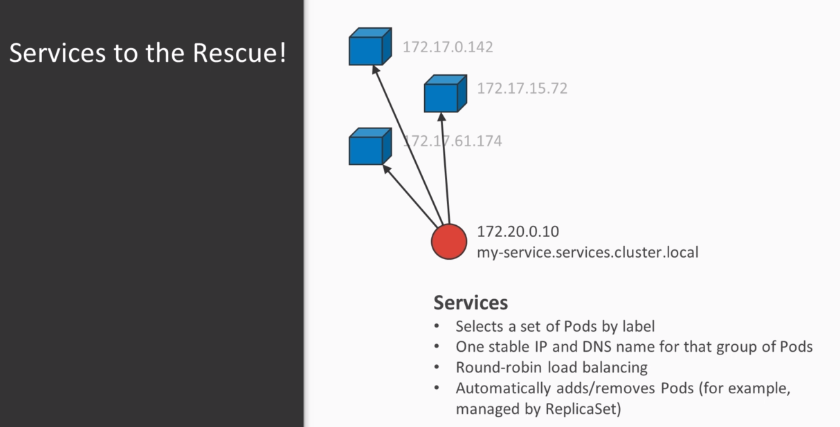 Services to the Rescue!
172.17.0.142
172.17.15.72
172.17.61.174
172.20.0.10
my-service.services.cluster.local
Services
• Selects a set of Pods by label
• One stable IP and DNS name for that group of Pods
• Round-robin load balancing
• Automatically adds/removes Pods (for example,
managed by ReplicaSet)